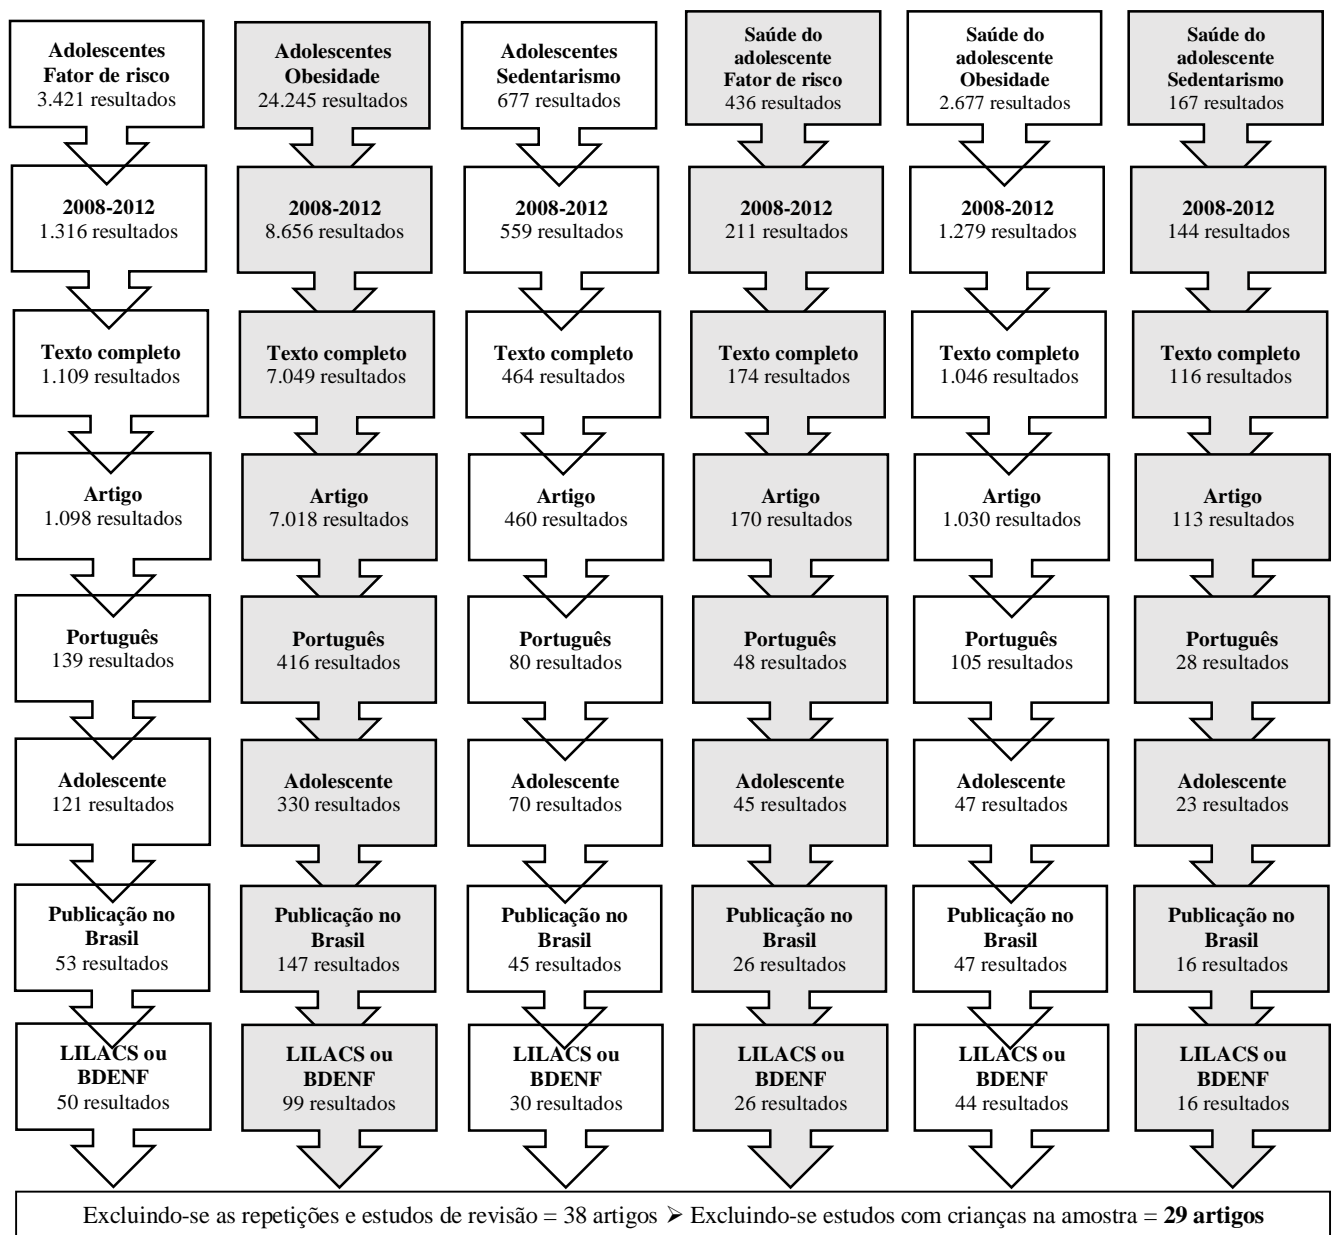 Adolescentes
Fator de risco
3.421 resultados
Adolescentes
Obesidade
24.245 resultados
Adolescentes
Sedentarismo
677 resultados
Saúde do
adolescente
Fator de risco
436 resultados
Saúde do
adolescente
Obesidade
2.677 resultados
Saúde do
adolescente
Sedentarismo
167 resultados
2008-2012
1.316 resultados
2008-2012
8.656 resultados
2008-2012
559 resultados
2008-2012
211 resultados
2008-2012
1.279 resultados
2008-2012
144 resultados
Texto completo
1.109 resultados
Texto completo
7.049 resultados
Texto completo
464 resultados
Texto completo
174 resultados
Texto completo
1.046 resultados
Texto completo
116 resultados
Artigo
1.098 resultados
Artigo
7.018 resultados
Artigo
460 resultados
Artigo
170 resultados
Artigo
1.030 resultados
Artigo
113 resultados
Português
139 resultados
Português
416 resultados
Português
80 resultados
Português
48 resultados
Português
105 resultados
Português
28 resultados
Adolescente
121 resultados
Adolescente
330 resultados
Adolescente
70 resultados
Adolescente
45 resultados
Adolescente
47 resultados
Adolescente
23 resultados
Publicação no
Brasil
53 resultados
Publicação no
Brasil
147 resultados
Publicação no
Brasil
45 resultados
Publicação no
Brasil
26 resultados
Publicação no
Brasil
47 resultados
Publicação no
Brasil
16 resultados
LILACS ou
BDENF
50 resultados
LILACS ou
BDENF
99 resultados
LILACS ou
BDENF
30 resultados
LILACS ou
BDENF
26 resultados
LILACS ou
BDENF
44 resultados
LILACS ou
BDENF
16 resultados
Excluindo-se as repetições e estudos de revisão = 38 artigos ➢ Excluindo-se estudos com crianças na amostra = 29 artigos